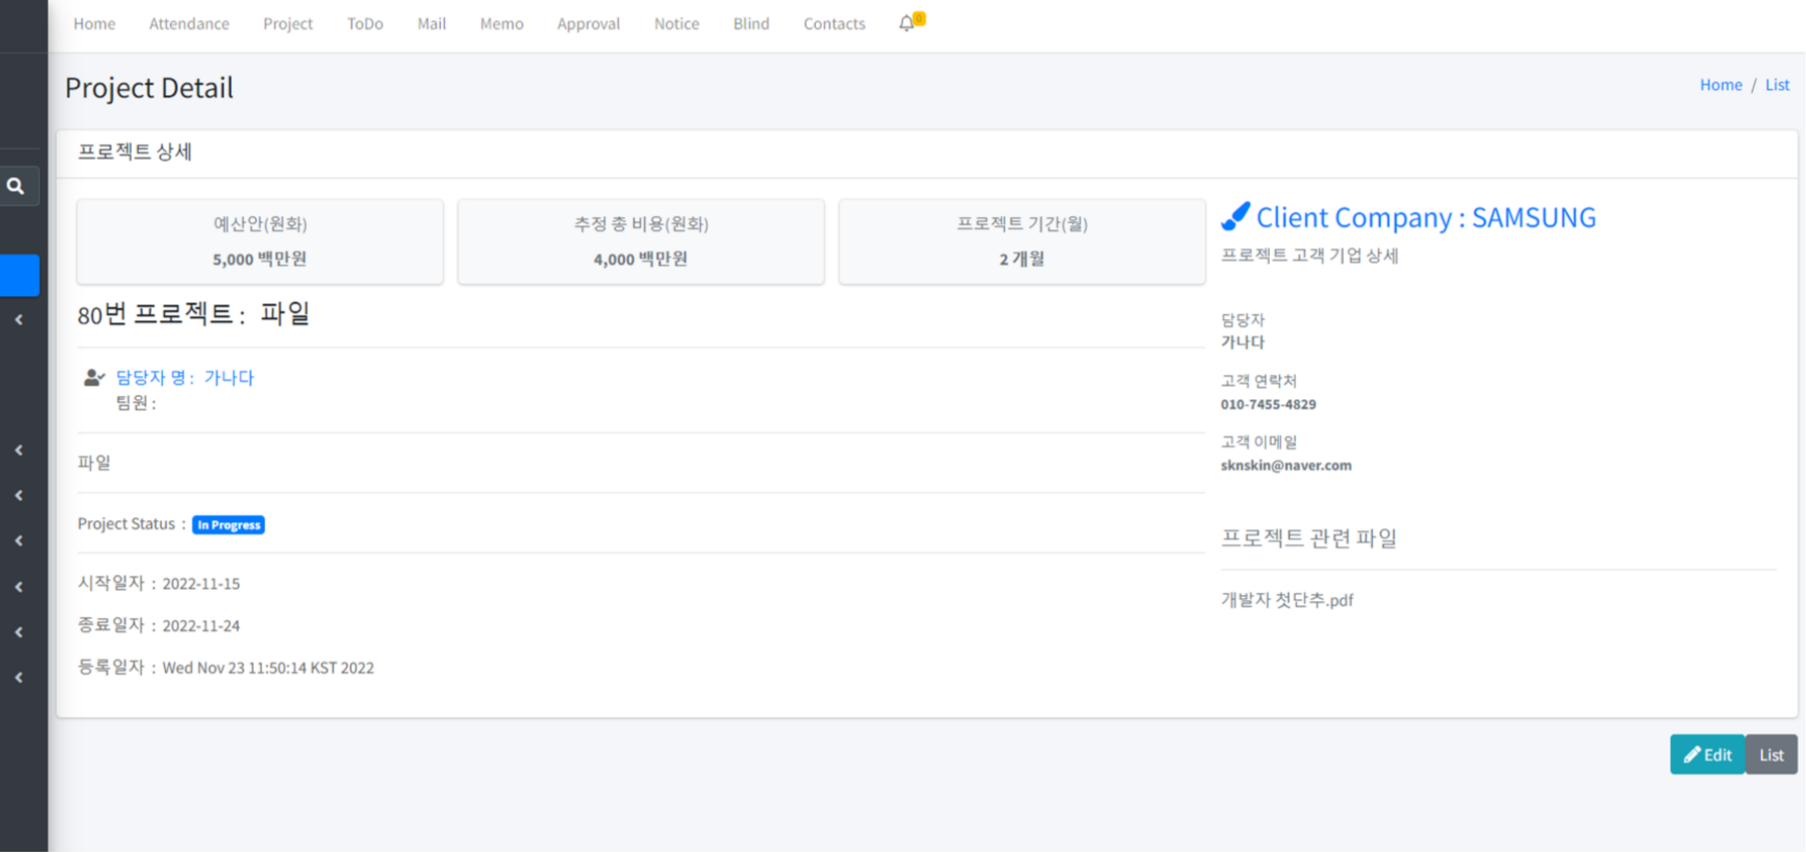 Home Attendance Project ToDo Mail Memo Approval Notice Blind Contacts 0
Project Detail
Home / List
프로젝트 상세
예산안(원화)
5,000 백만원
추정 총 비용(원화)
4,000 백만원
프로젝트 기간(월)
2 개월
80번 프로젝트 : 파일
담당자 명 : 가나다
팀원 :
파일
Project Status : In Progress
시작일자 : 2022-11-15
종료일자 : 2022-11-24
등록일자 : Wed Nov 23 11:50:14 KST 2022
Client Company : SAMSUNG
프로젝트 고객 기업 상세
담당자
가나다
고객 연락처
010-7455-4829
고객 이메일
sknskin@naver.com
프로젝트 관련 파일
개발자 첫단추.pdf
Edit List